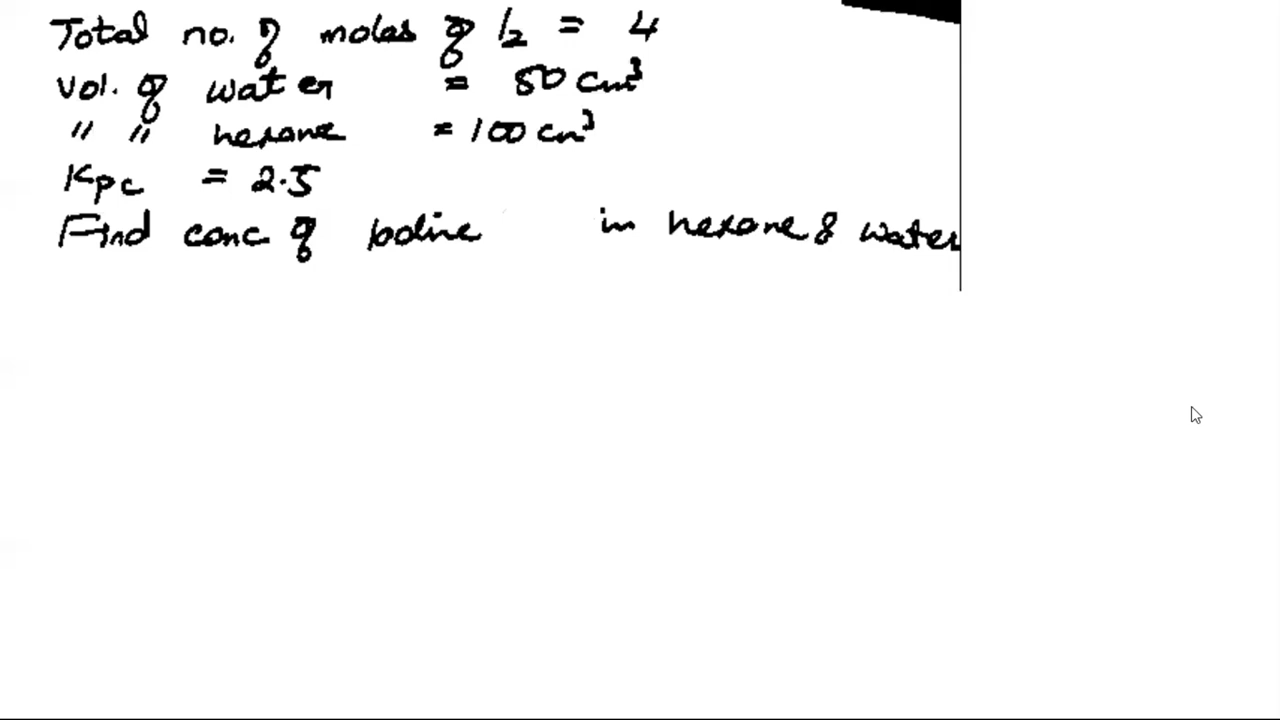 Total no. of moles of I₂ = 4
Vol. of water = 50 cm³
" " hexane = 100 cm³
Kpc = 2.5
Find conc of Iodine in hexane & water